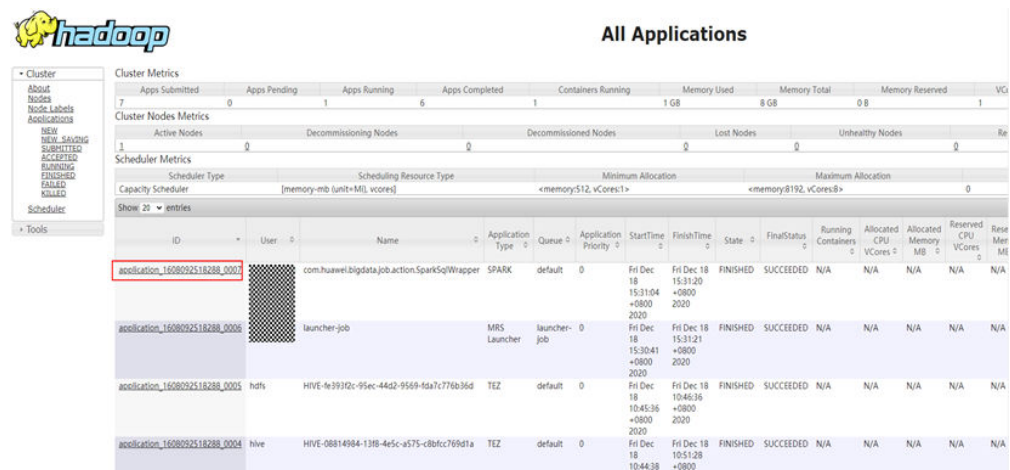 hadoop
All Applications
Cluster
About
Nodes
Node Labels
Applications
NEW
NEW_SAVING
SUBMITTED
ACCEPTED
RUNNING
FINISHED
FAILED
KILLED
Scheduler
Tools
Cluster Metrics
Apps Submitted Apps Pending Apps Running Apps Completed Containers Running Memory Used Memory Total Memory Reserved VCo
7 0 1 6 1 1 GB 8 GB 0 B 1
Cluster Nodes Metrics
Active Nodes Decommissioning Nodes Decommissioned Nodes Lost Nodes Unhealthy Nodes Re
1 0 0 0 0 0
Scheduler Metrics
Scheduler Type Scheduling Resource Type Minimum Allocation Maximum Allocation
Capacity Scheduler [memory-mb (unit=Mi), vcores] <memory:512, vCores:1> <memory:8192, vCores:8> 0
Show 20 entries
ID User Name Application Type Queue Application Priority StartTime FinishTime State FinalStatus Running Containers Allocated CPU VCores Allocated Memory MB Reserved CPU VCores Rese Mem MB
application_1608092518288_0007 com.huawei.bigdata.job.action.SparkSqlWrapper SPARK default 0 Fri Dec 18 15:31:04 +0800 2020 Fri Dec 18 15:31:20 +0800 2020 FINISHED SUCCEEDED N/A N/A N/A N/A N/A
application_1608092518288_0006 launcher-job MRS Launcher launcher-job 0 Fri Dec 18 15:30:41 +0800 2020 Fri Dec 18 15:31:21 +0800 2020 FINISHED SUCCEEDED N/A N/A N/A N/A N/A
application_1608092518288_0005 hdfs HIVE-fe393f2c-95ec-44d2-9569-fda7c776b36d TEZ default 0 Fri Dec 18 10:45:36 +0800 2020 Fri Dec 18 10:46:36 +0800 2020 FINISHED SUCCEEDED N/A N/A N/A N/A N/A
application_1608092518288_0004 hive HIVE-08814984-13f8-4e5c-a575-c8bfcc769d1a TEZ default 0 Fri Dec 18 10:44:38 Fri Dec 18 10:51:28 +0800 FINISHED SUCCEEDED N/A N/A N/A N/A N/A